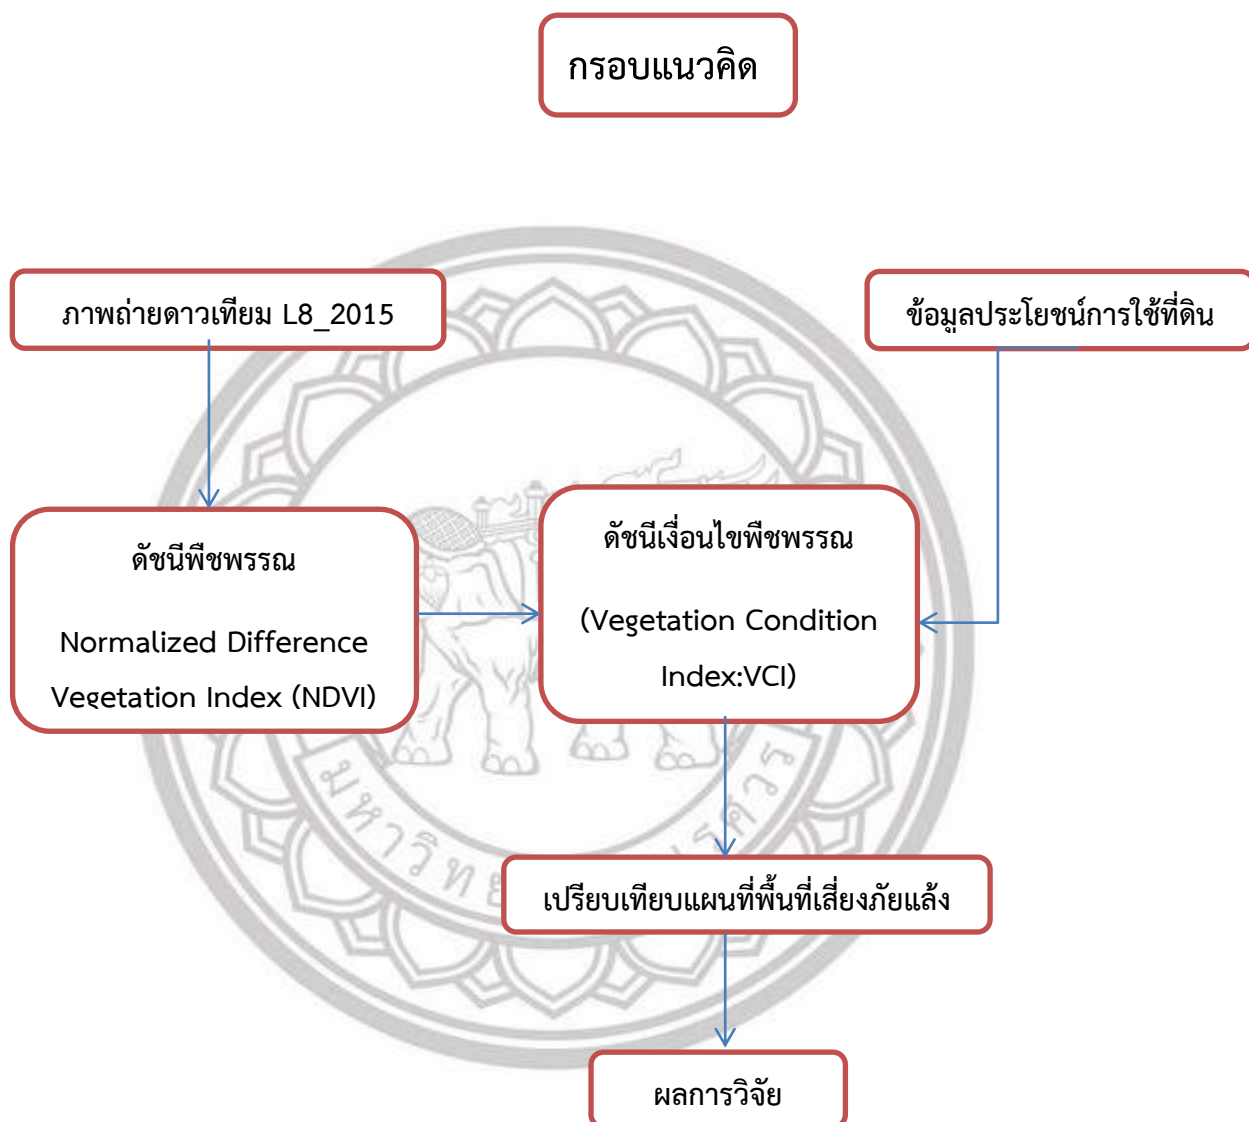 กรอบแนวคิด
ภาพถ่ายดาวเทียม L8_2015
ข้อมูลประโยชน์การใช้ที่ดิน
ดัชนีพืชพรรณ
Normalized Difference
Vegetation Index (NDVI)
ดัชนีเงื่อนไขพืชพรรณ
(Vegetation Condition
Index:VCI)
เปรียบเทียบแผนที่พื้นที่เสี่ยงภัยแล้ง
ผลการวิจัย